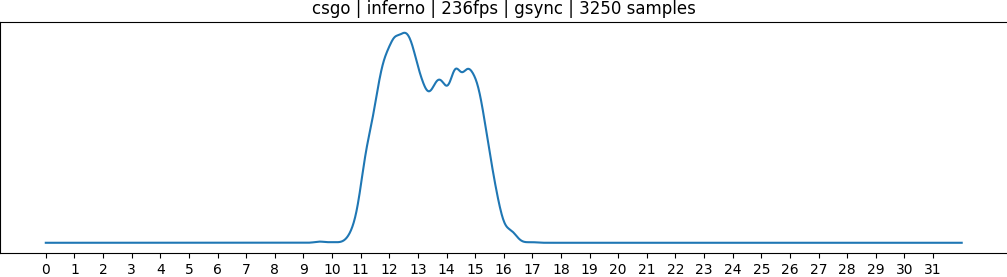 csgo | inferno | 236fps | gsync | 3250 samples
0 1 2 3 4 5 6 7 8 9 10 11 12 13 14 15 16 17 18 19 20 21 22 23 24 25 26 27 28 29 30 31